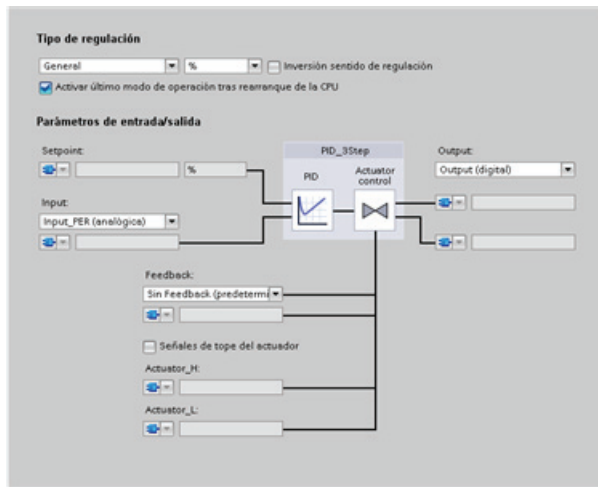 Tipo de regulación
General % Inversión sentido de regulación
Activar último modo de operación tras rearranque de la CPU
Parámetros de entrada/salida
Setpoint:
%
Input:
Input_PER (analògica)
PID_3Step
PID
Actuator control
Output:
Output (digital)
Feedback:
Sin Feedback (predetermi
Señales de tope del actuador
Actuator_H:
Actuator_L: